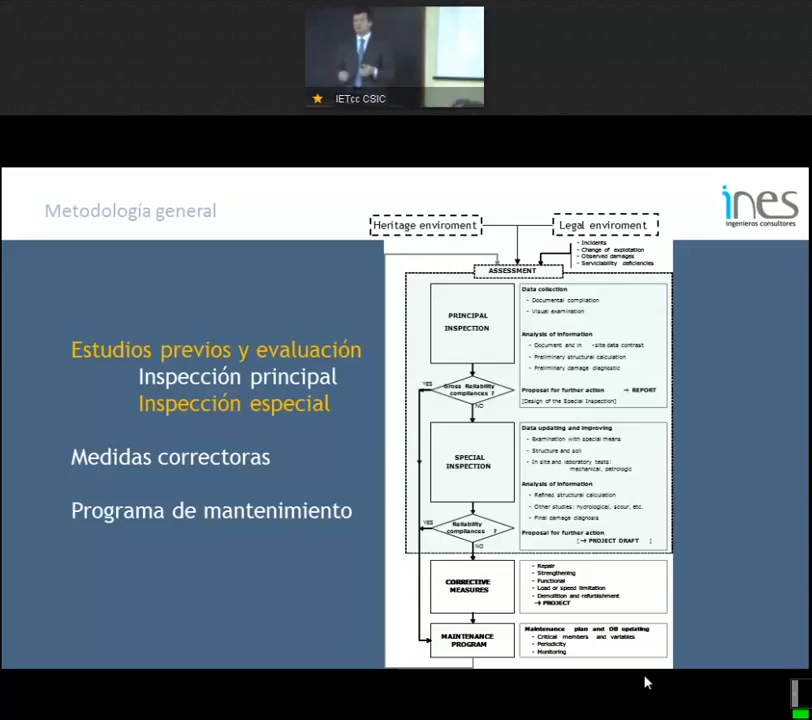 IETcc CSIC
Metodología general
ines
ingenieros consultores
Heritage enviroment
Legal enviroment
- Incidents
- Change of explotation
- Observed damages
- Serviciability deficiencies
ASSESSMENT
Estudios previos y evaluación
Inspección principal
Inspección especial
Medidas correctoras
Programa de mantenimiento
PRINCIPAL
INSPECTION
Data collection
- Documental compliation
- Visual examination
Analysis of information
- Document and in -site data contrast
- Preliminary structural calculation
- Preliminary damage diagnostic
Proposal for further action → REPORT
[Design of the Special Inspection]
YES
Gross Reliability
compliances ?
NO
SPECIAL
INSPECTION
Data updating and improving
- Examination with special means
- Structure and soil
- In site and laboratory tests:
mechanical, petrologic
Analysis of information
- Refined structural calculation
- Other studies: hydrological, scour, etc.
- Final damage diagnosis
Proposal for further action
[→ PROJECT DRAFT ]
YES
Reliability
compliances ?
NO
CORRECTIVE
MEASURES
- Repair
- Strengthening
- Functional
- Load or speed limitation
- Demolition and refurbishment
→ PROJECT
MAINTENANCE
PROGRAM
Maintenance plan and DB updating
- Critical members and variables
- Periodicity
- Monitoring